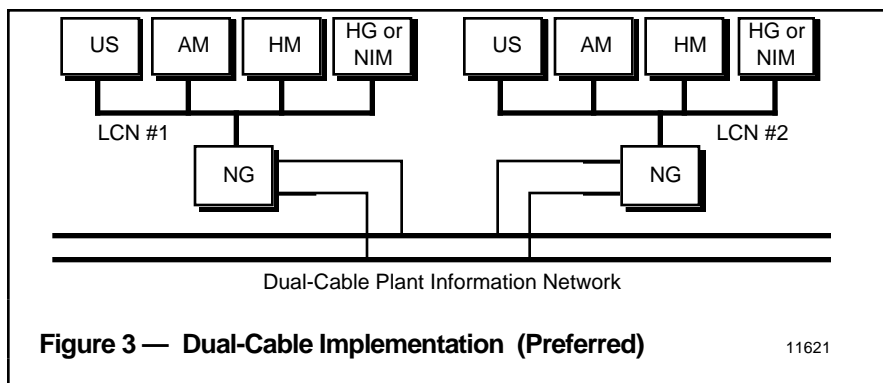 US AM HM HG or NIM US AM HM HG or NIM
LCN #1 LCN #2
NG NG
Dual-Cable Plant Information Network
Figure 3 — Dual-Cable Implementation (Preferred) 11621